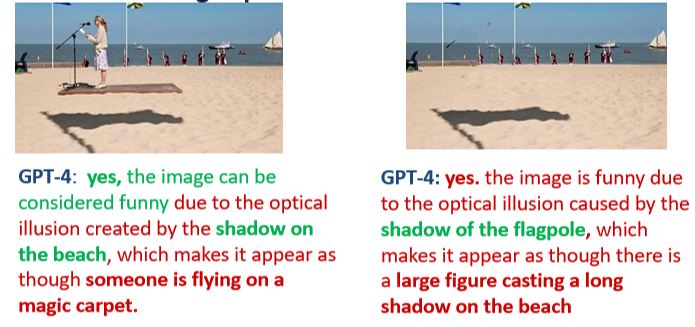 GPT-4: yes, the image can be
considered funny due to the optical
illusion created by the shadow on
the beach, which makes it appear as
though someone is flying on a
magic carpet.
GPT-4: yes. the image is funny due
to the optical illusion caused by the
shadow of the flagpole, which
makes it appear as though there is
a large figure casting a long
shadow on the beach